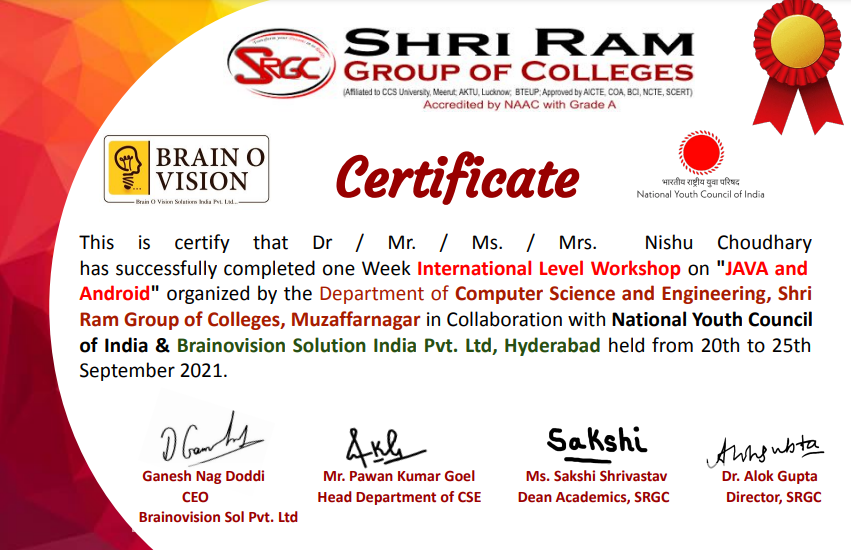 SRGC
SHRI RAM
GROUP OF COLLEGES
(Affiliated to CCS University, Meerut; AKTU, Lucknow; BTEUP; Approved by AICTE, COA, BCI, NCTE, SCERT)
Accredited by NAAC with Grade A
BRAIN O
VISION
Brain O Vision Solutions India Pvt. Ltd...
Certificate
भारतीय राष्ट्रीय युवा परिषद
National Youth Council of India
This is certify that Dr / Mr. / Ms. / Mrs. Nishu Choudhary
has successfully completed one Week International Level Workshop on "JAVA and
Android" organized by the Department of Computer Science and Engineering, Shri
Ram Group of Colleges, Muzaffarnagar in Collaboration with National Youth Council
of India & Brainovision Solution India Pvt. Ltd, Hyderabad held from 20th to 25th
September 2021.
Sakshi
Ganesh Nag Doddi
CEO
Brainovision Sol Pvt. Ltd
Mr. Pawan Kumar Goel
Head Department of CSE
Ms. Sakshi Shrivastav
Dean Academics, SRGC
Dr. Alok Gupta
Director, SRGC